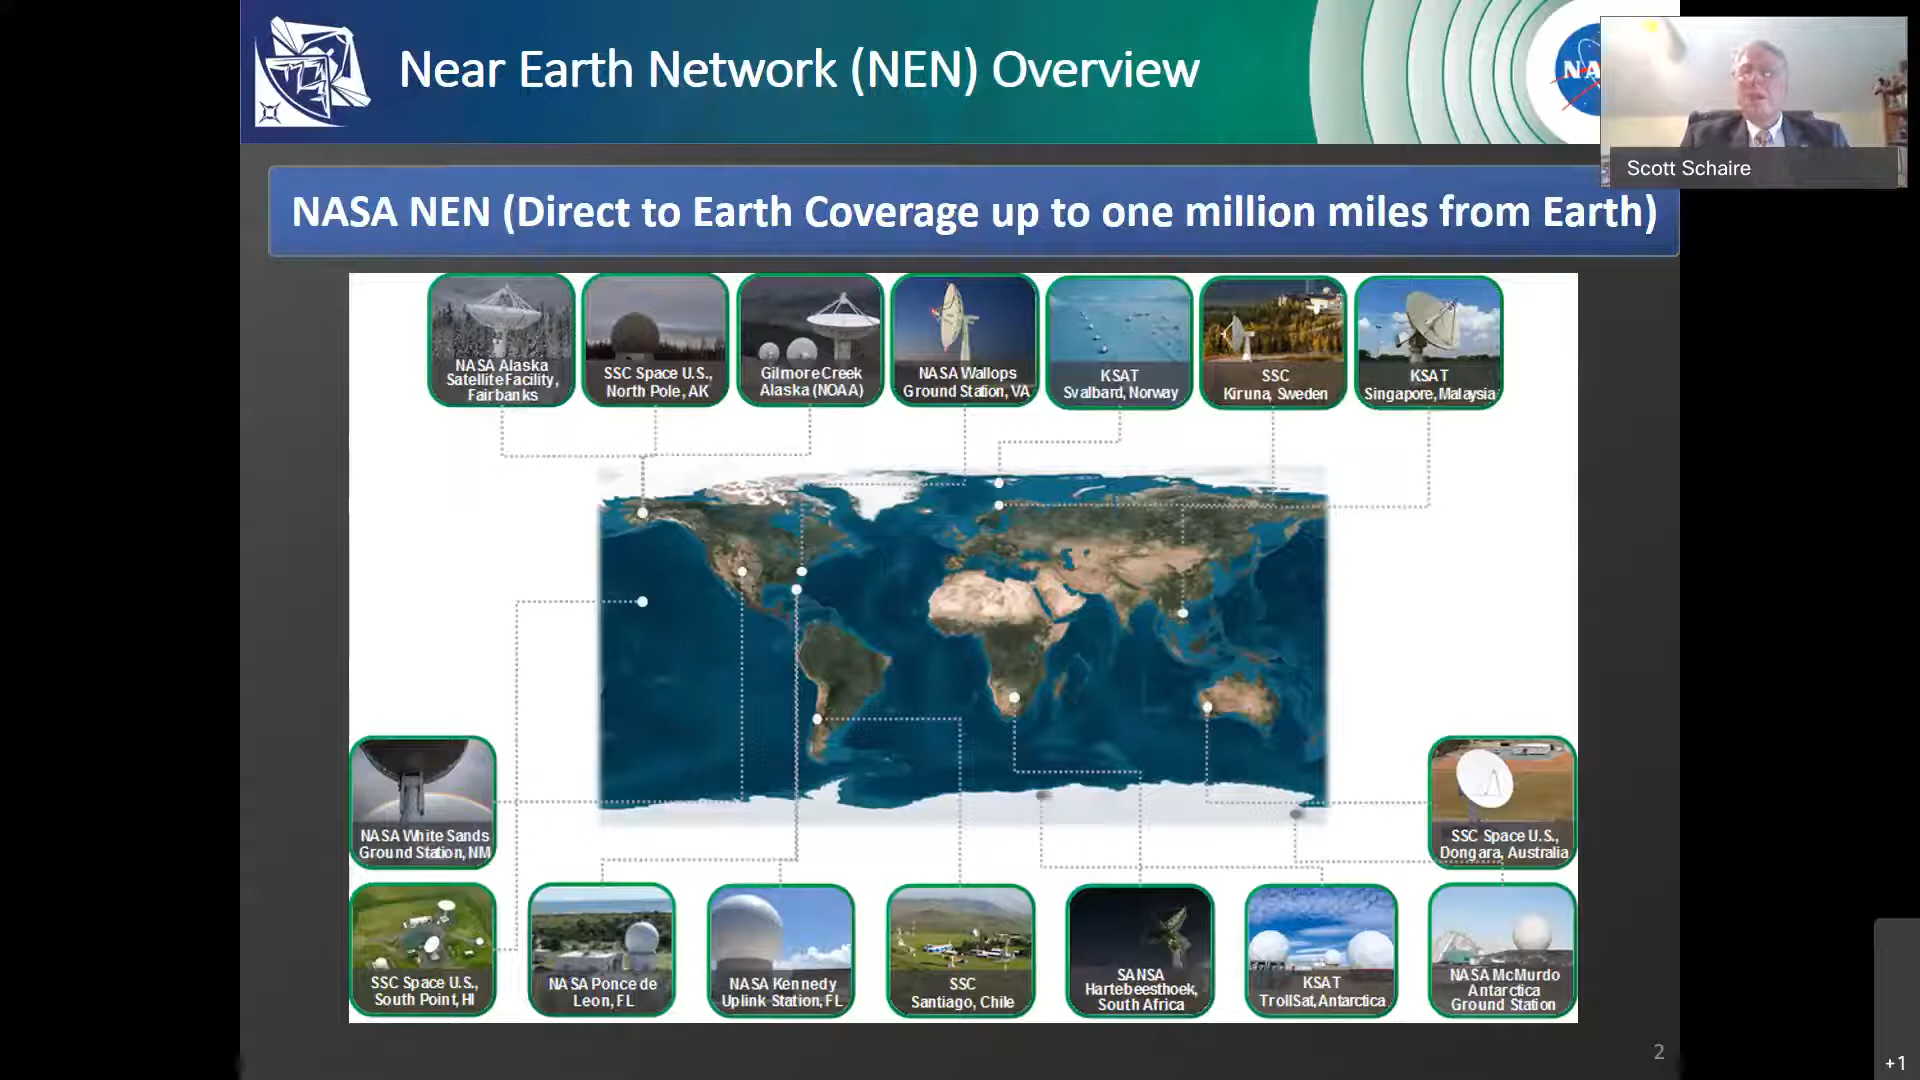 Near Earth Network (NEN) Overview
NA
Scott Schaire
NASA NEN (Direct to Earth Coverage up to one million miles from Earth)
NASA Alaska
Satellite Facility,
Fairbanks
SSC Space U.S.,
North Pole, AK
Gilmore Creek
Alaska (NOAA)
NASA Wallops
Ground Station, VA
KSAT
Svalbard, Norway
SSC
Kiruna, Sweden
KSAT
Singapore, Malaysia
NASA White Sands
Ground Station, NM
SSC Space U.S.,
Dongara, Australia
SSC Space U.S.,
South Point, HI
NASA Ponce de
Leon, FL
NASA Kennedy
Uplink Station, FL
SSC
Santiago, Chile
SANSA
Hartebeesthoek,
South Africa
KSAT
TrollSat, Antarctica
NASA McMurdo
Antarctica
Ground Station
2
+1